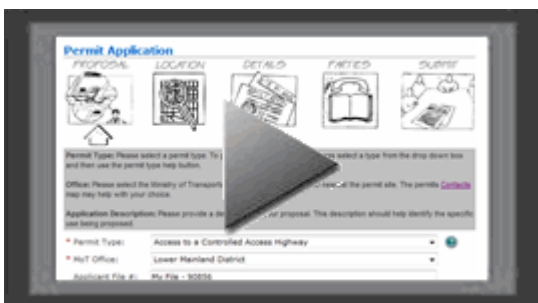 Permit Application
PROPOSAL LOCATION DETAILS PARTIES SUBMIT
Permit Type: Please select a permit type. To select a type from the drop down box
and then use the permit type help button.
Office: Please select the Ministry of Transport the permit site. The permits Contacts
map may help with your choice.
Application Description: Please provide a your proposal. This description should help identify the specific
use being proposed.
* Permit Type: Access to a Controlled Access Highway
* MoT Office: Lower Mainland District
Applicant File #: My File - 90856